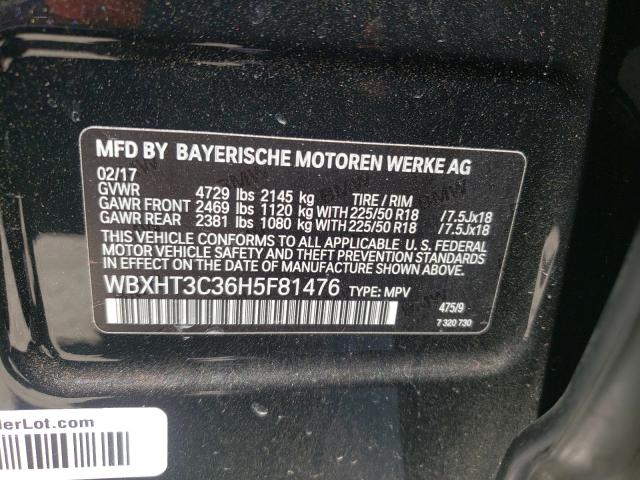 MFD BY BAYERISCHE MOTOREN WERKE AG
02/17
GVWR 4729 lbs 2145 kg TIRE / RIM
GAWR FRONT 2469 lbs 1120 kg WITH 225/50 R18 /7.5Jx18
GAWR REAR 2381 lbs 1080 kg WITH 225/50 R18 /7.5Jx18
THIS VEHICLE CONFORMS TO ALL APPLICABLE U. S. FEDERAL
MOTOR VEHICLE SAFETY AND THEFT PREVENTION STANDARDS
IN EFFECT ON THE DATE OF MANUFACTURE SHOWN ABOVE.
WBXHT3C36H5F81476 TYPE: MPV
475/9
7 320 730
lerLot.com